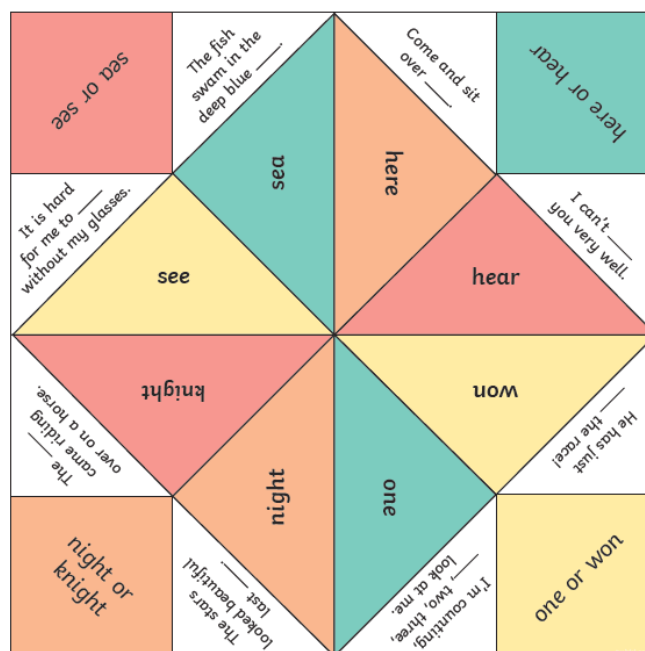 sea or see
The fish
swam in the
deep blue ____.
Come and sit
over ____.
here or hear
sea
here
It is hard
for me to ____
without my glasses.
see
hear
I can't ____
you very well.
knight
won
The ____
came riding
over on a horse.
night
one
He has just
____ the race!
night or
knight
The stars
looked beautiful
last ____.
I'm counting,
____, two, three,
look at me.
one or won